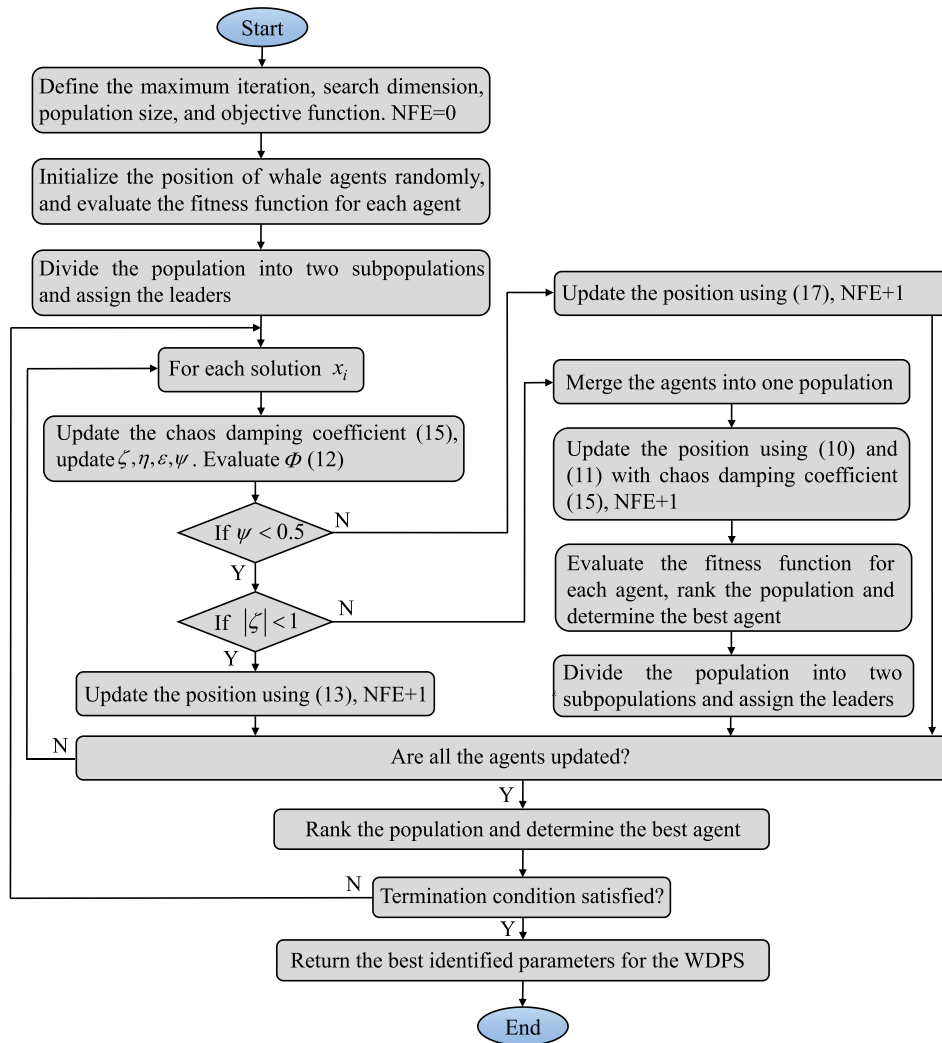 Start
Define the maximum iteration, search dimension,
population size, and objective function. NFE=0
Initialize the position of whale agents randomly,
and evaluate the fitness function for each agent
Divide the population into two subpopulations
and assign the leaders
Update the position using (17), NFE+1
For each solution x_i
Merge the agents into one population
Update the chaos damping coefficient (15),
update ζ,η,ε,ψ. Evaluate Φ (12)
Update the position using (10) and
(11) with chaos damping coefficient
(15), NFE+1
If ψ < 0.5
N
Y
Evaluate the fitness function for
each agent, rank the population and
determine the best agent
If |ζ| < 1
N
Y
Update the position using (13), NFE+1
Divide the population into two
subpopulations and assign the leaders
Are all the agents updated?
N
Y
Rank the population and determine the best agent
Termination condition satisfied?
N
Y
Return the best identified parameters for the WDPS
End